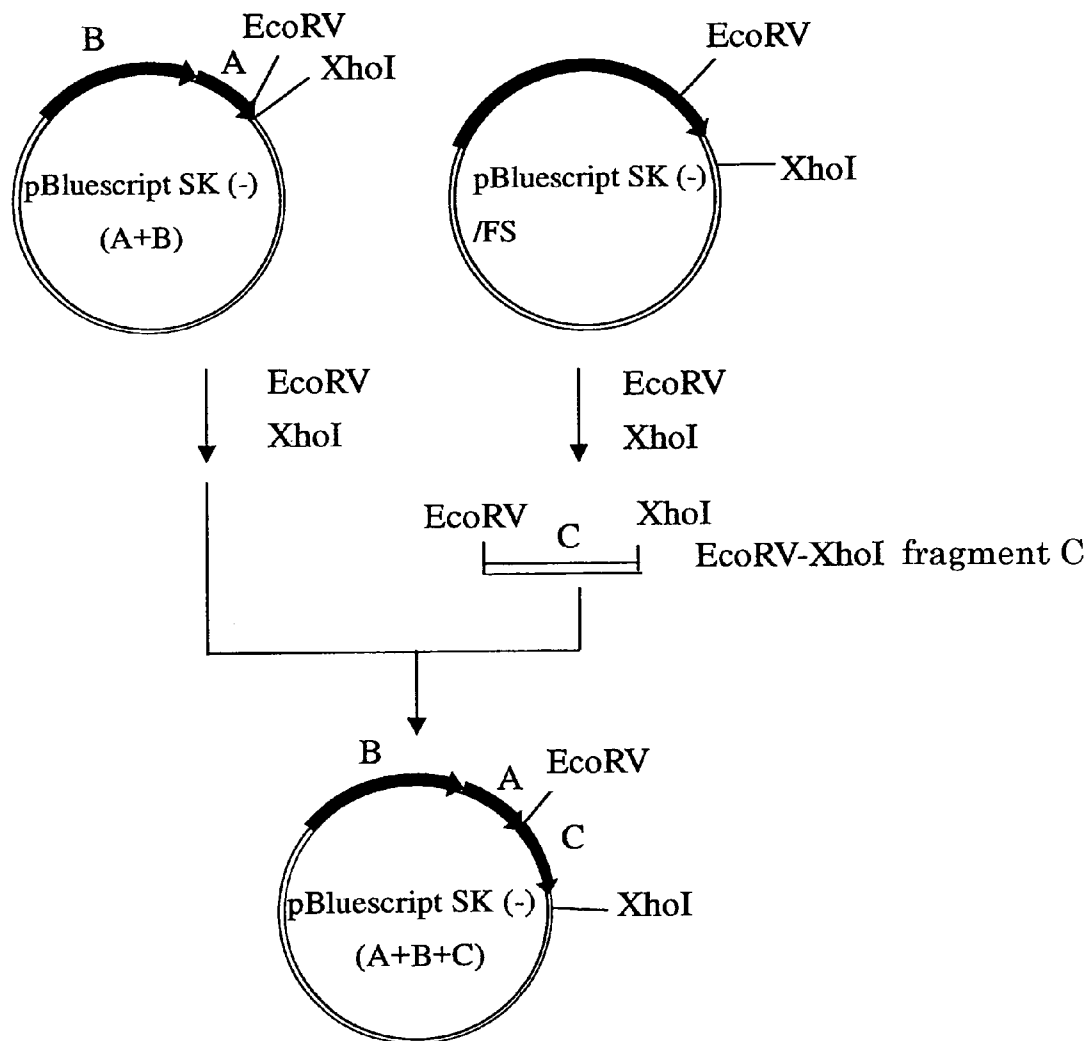 B
A
EcoRV
XhoI
pBluescript SK (-)
(A+B)
EcoRV
XhoI
pBluescript SK (-)
/FS
EcoRV
XhoI
EcoRV
XhoI
EcoRV
C
XhoI
EcoRV-XhoI fragment C
B
A
EcoRV
C
XhoI
pBluescript SK (-)
(A+B+C)